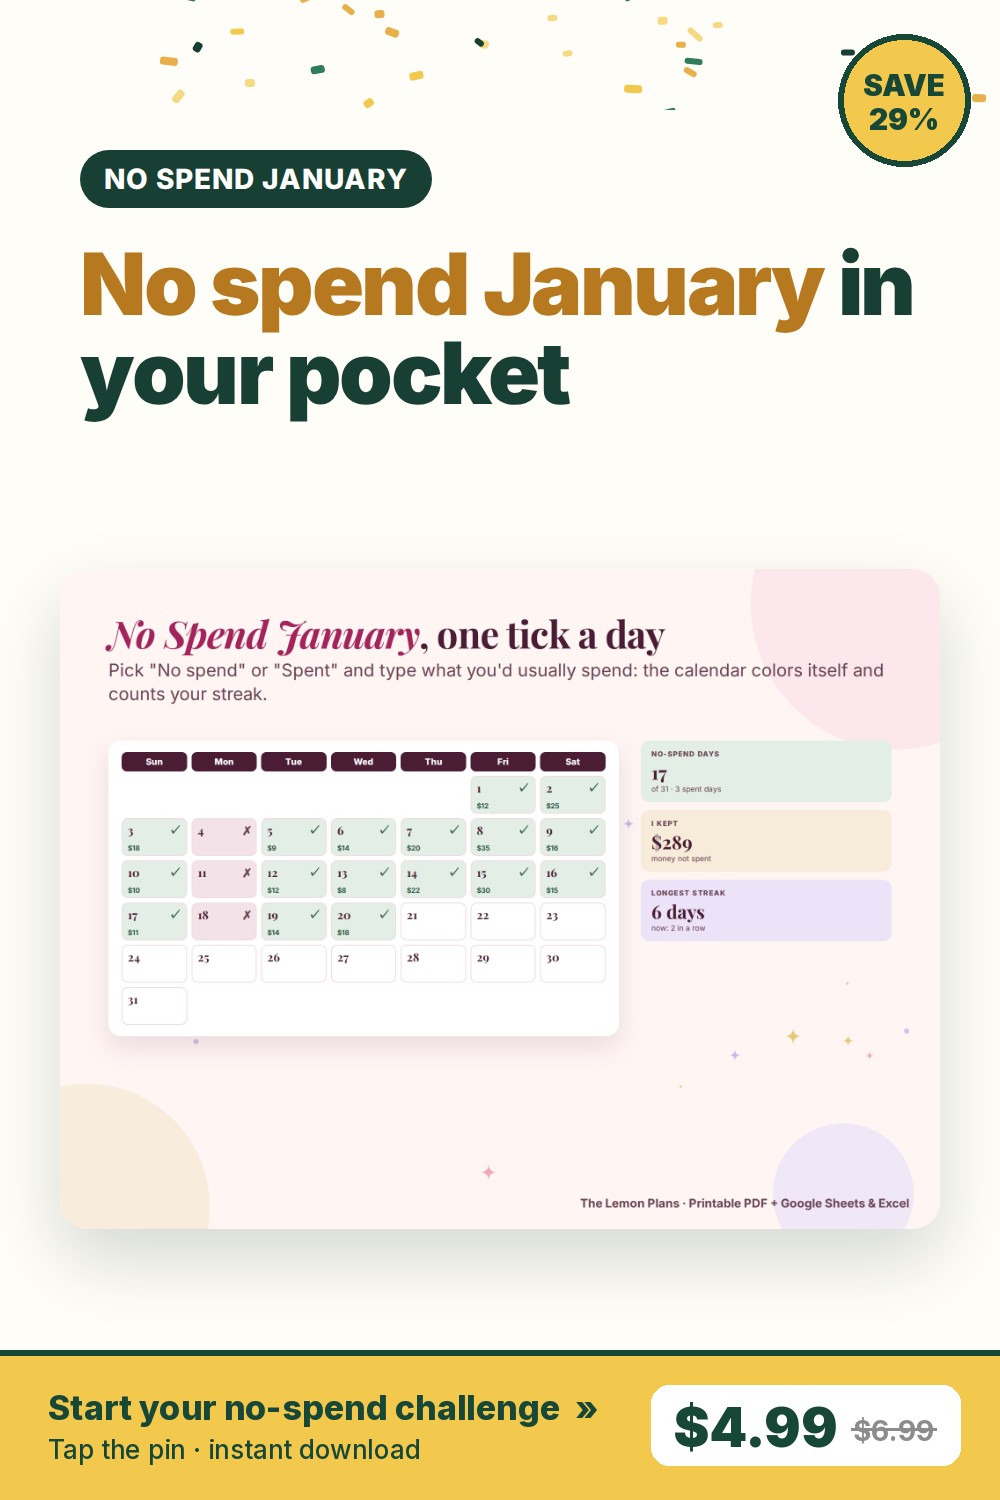 SAVE
29%
NO SPEND JANUARY
No spend January in
your pocket
No Spend January, one tick a day
Pick "No spend" or "Spent" and type what you'd usually spend: the calendar colors itself and
counts your streak.
Sun Mon Tue Wed Thu Fri Sat
1 ✓ 2 ✓
$12 $25
3 ✓ 4 ✗ 5 ✓ 6 ✓ 7 ✓ 8 ✓ 9 ✓
$18 $9 $14 $20 $35 $16
10 ✓ 11 ✗ 12 ✓ 13 ✓ 14 ✓ 15 ✓ 16 ✓
$10 $12 $8 $22 $30 $15
17 ✓ 18 ✗ 19 ✓ 20 ✓ 21 22 23
$11 $14 $18
24 25 26 27 28 29 30
31
NO-SPEND DAYS
17
of 31 · 3 spent days
I KEPT
$289
money not spent
LONGEST STREAK
6 days
now: 2 in a row
The Lemon Plans · Printable PDF + Google Sheets & Excel
Start your no-spend challenge »
Tap the pin · instant download
$4.99 $6.99